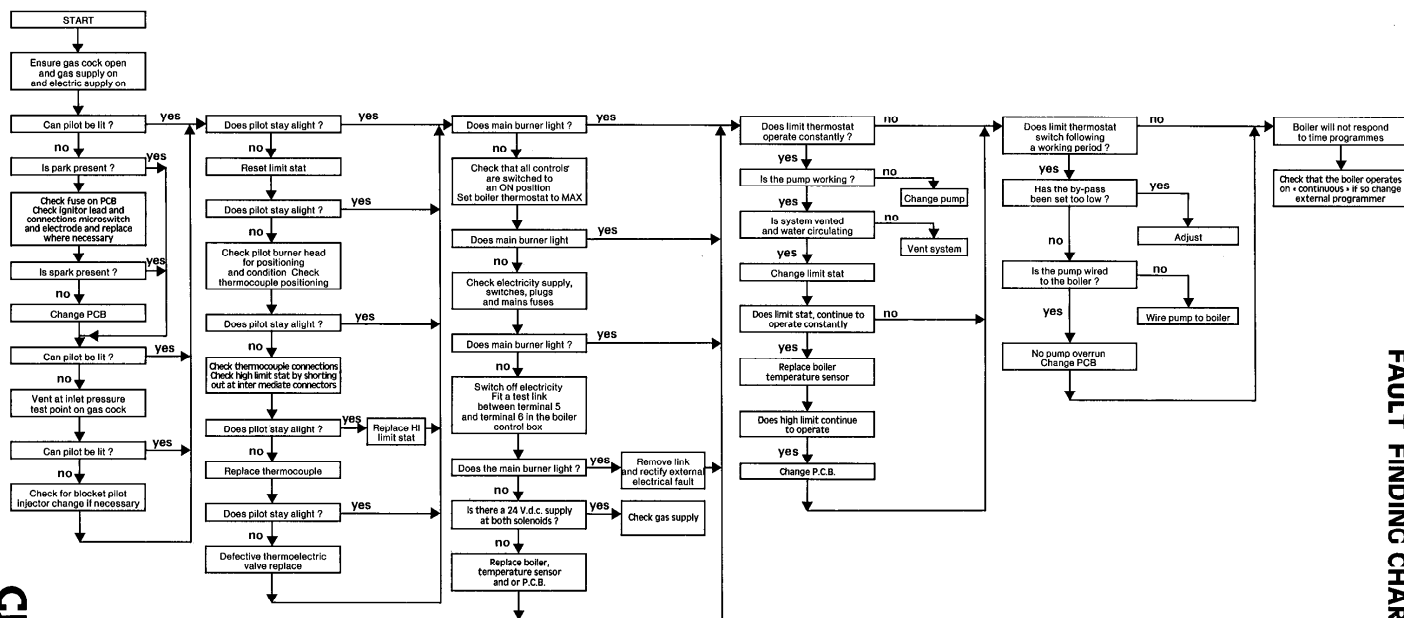 START
Ensure gas cock open
and gas supply on
and electric supply on
Can pilot be lit ?
yes
no
Is park present ?
yes
Check fuse on PCB
Check ignitor lead and
connections microswitch
and electrode and replace
where necessary
Is spark present ?
yes
no
Change PCB
Can pilot be lit ?
yes
no
Vent at inlet pressure
test point on gas cock
Can pilot be lit ?
yes
no
Check for blocket pilot
injector change if necessary
Does pilot stay alight ?
yes
no
Reset limit stat
Does pilot stay alight ?
yes
no
Check pilot burner head
for positioning
and condition Check
thermocouple positioning
Does pilot stay alight ?
yes
no
Check thermocouple connections
Check high limit stat by shorting
out at inter mediate connectors
Does pilot stay alight ?
yes
Replace HI
limit stat
no
Replace thermocouple
Does pilot stay alight ?
yes
no
Defective thermoelectric
valve replace
Does main burner light ?
yes
no
Check that all controls
are switched to
an ON position
Set boiler thermostat to MAX
Does main burner light
yes
no
Check electricity supply,
switches, plugs
and mains fuses
Does main burner light ?
yes
no
Switch off electricity
Fit a test link
between terminal 5
and terminal 6 in the boiler
control box
Does the main burner light ?
yes
Remove link
and rectify external
electrical fault
no
Is there a 24 V.d.c. supply
at both solenoids ?
yes
Check gas supply
no
Replace boiler,
temperature sensor
and or P.C.B.
Does limit thermostat
operate constantly ?
no
yes
Is the pump working ?
no
Change pump
yes
Is system vented
and water circulating
no
Vent system
yes
Change limit stat
Does limit stat, continue to
operate constantly
no
yes
Replace boiler
temperature sensor
Does high limit continue
to operate
yes
Change P.C.B.
Does limit thermostat
switch following
a working period ?
no
yes
Has the by-pass
been set too low ?
yes
Adjust
no
Is the pump wired
to the boiler ?
no
Wire pump to boiler
yes
No pump overrun
Change PCB
Boiler will not respond
to time programmes
Check that the boiler operates
on « continuous » if so change
external programmer
FAULT FINDING CHAR